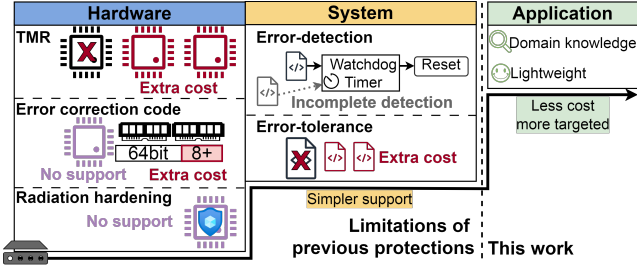 Hardware
TMR
Extra cost
Error correction code
64bit
8+
No support
Extra cost
Radiation hardening
No support
System
Error-detection
</>
</>
Watchdog
Timer
Reset
Incomplete detection
Error-tolerance
</>
</>
Extra cost
Simpler support
Limitations of
previous protections
Application
Domain knowledge
Lightweight
Less cost
more targeted
This work